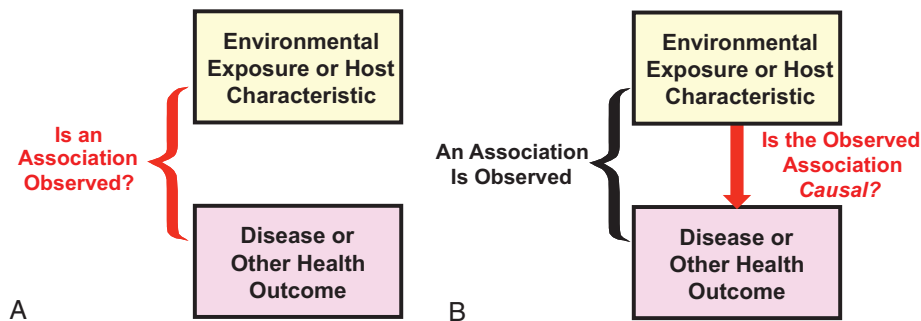 Environmental
Exposure or Host
Characteristic
Is an
Association
Observed?
Disease or
Other Health
Outcome
A
Environmental
Exposure or Host
Characteristic
An Association
Is Observed
Is the Observed
Association
Causal?
Disease or
Other Health
Outcome
B